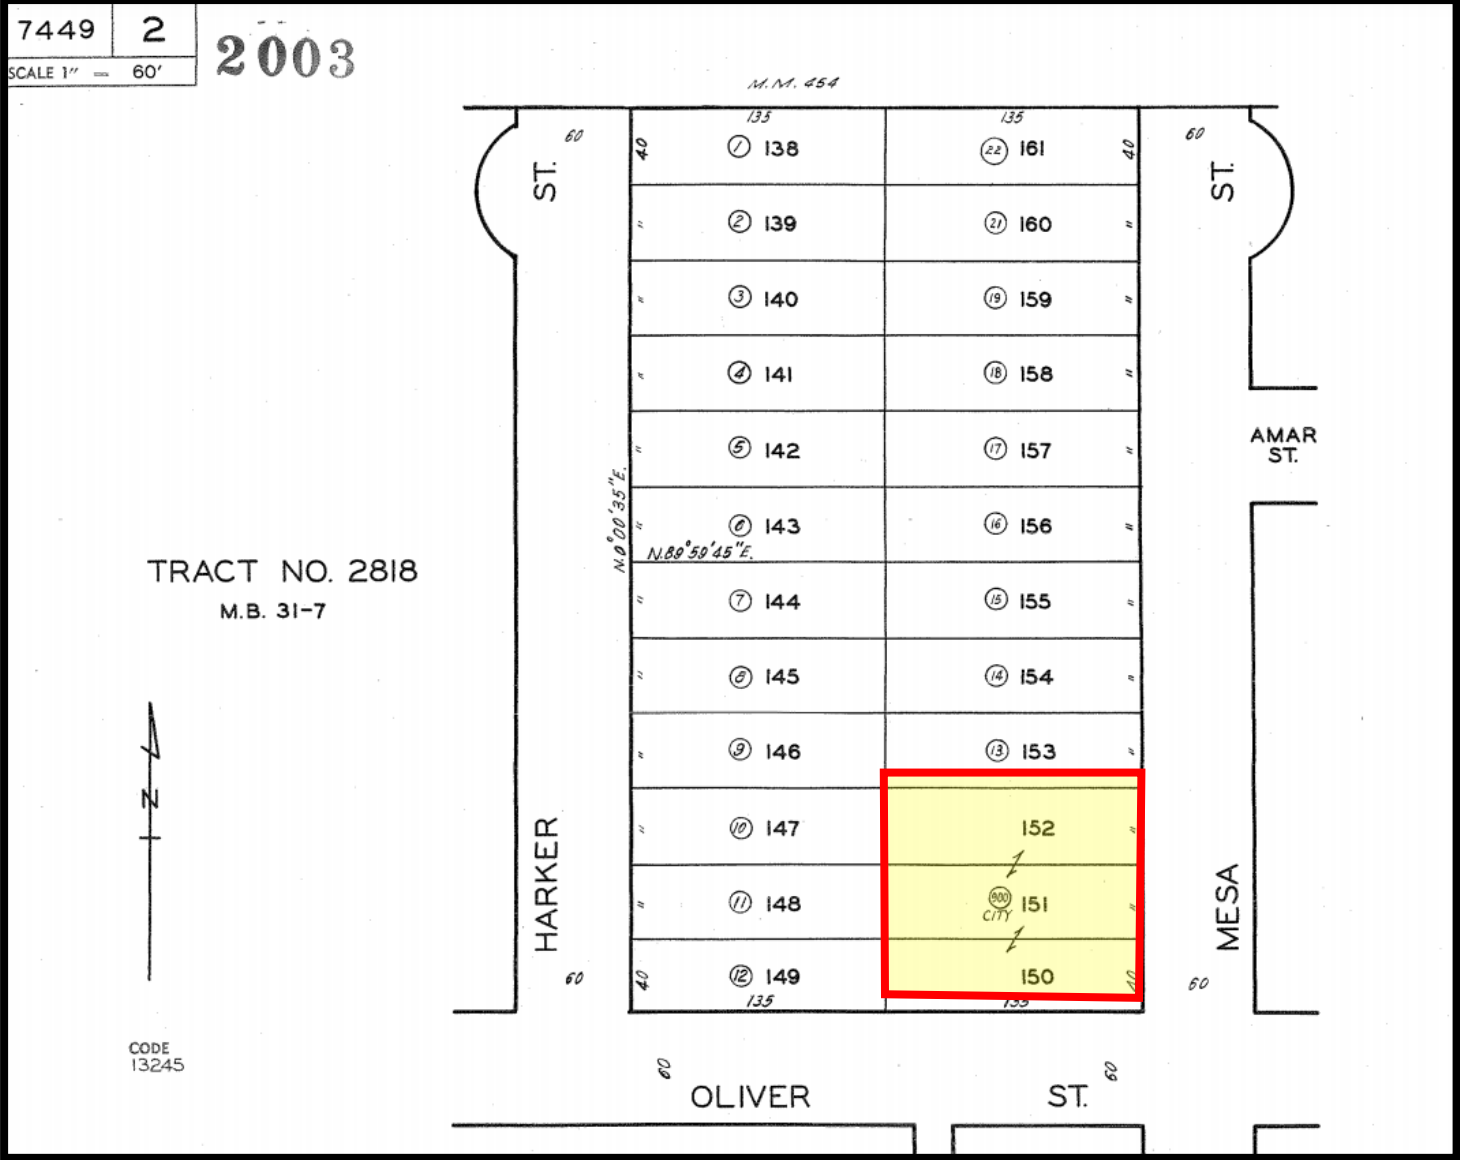 7449 2
2003
SCALE 1" = 60'
M.M. 454
135 135
60 40 ① 138 ㉒ 161 40 60
ST. ST.
" ② 139 ㉑ 160 "
" ③ 140 ⑲ 159 "
" ④ 141 ⑱ 158 "
AMAR
ST.
" ⑤ 142 ⑰ 157 "
N.0°00'35"E.
" ⑥ 143 ⑯ 156 "
N.89°59'45"E.
TRACT NO. 2818
M.B. 31-7
" ⑦ 144 ⑮ 155 "
" ⑧ 145 ⑭ 154 "
" ⑨ 146 ⑬ 153 "
N
" ⑩ 147 152 "
HARKER
MESA
" ⑪ 148 900 151 "
CITY
60 40 ⑫ 149 150 40 60
135 135
CODE
13245
60 60
OLIVER ST.